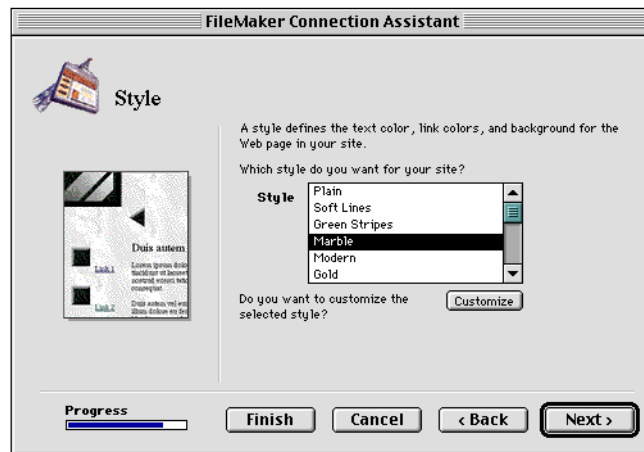 FileMaker Connection Assistant
Style
A style defines the text color, link colors, and background for the
Web page in your site.
Which style do you want for your site?
Style
Plain
Soft Lines
Green Stripes
Marble
Modern
Gold
Do you want to customize the
selected style?
Customize
Duis autem
Link 1
Link 2
Progress
Finish
Cancel
< Back
Next >